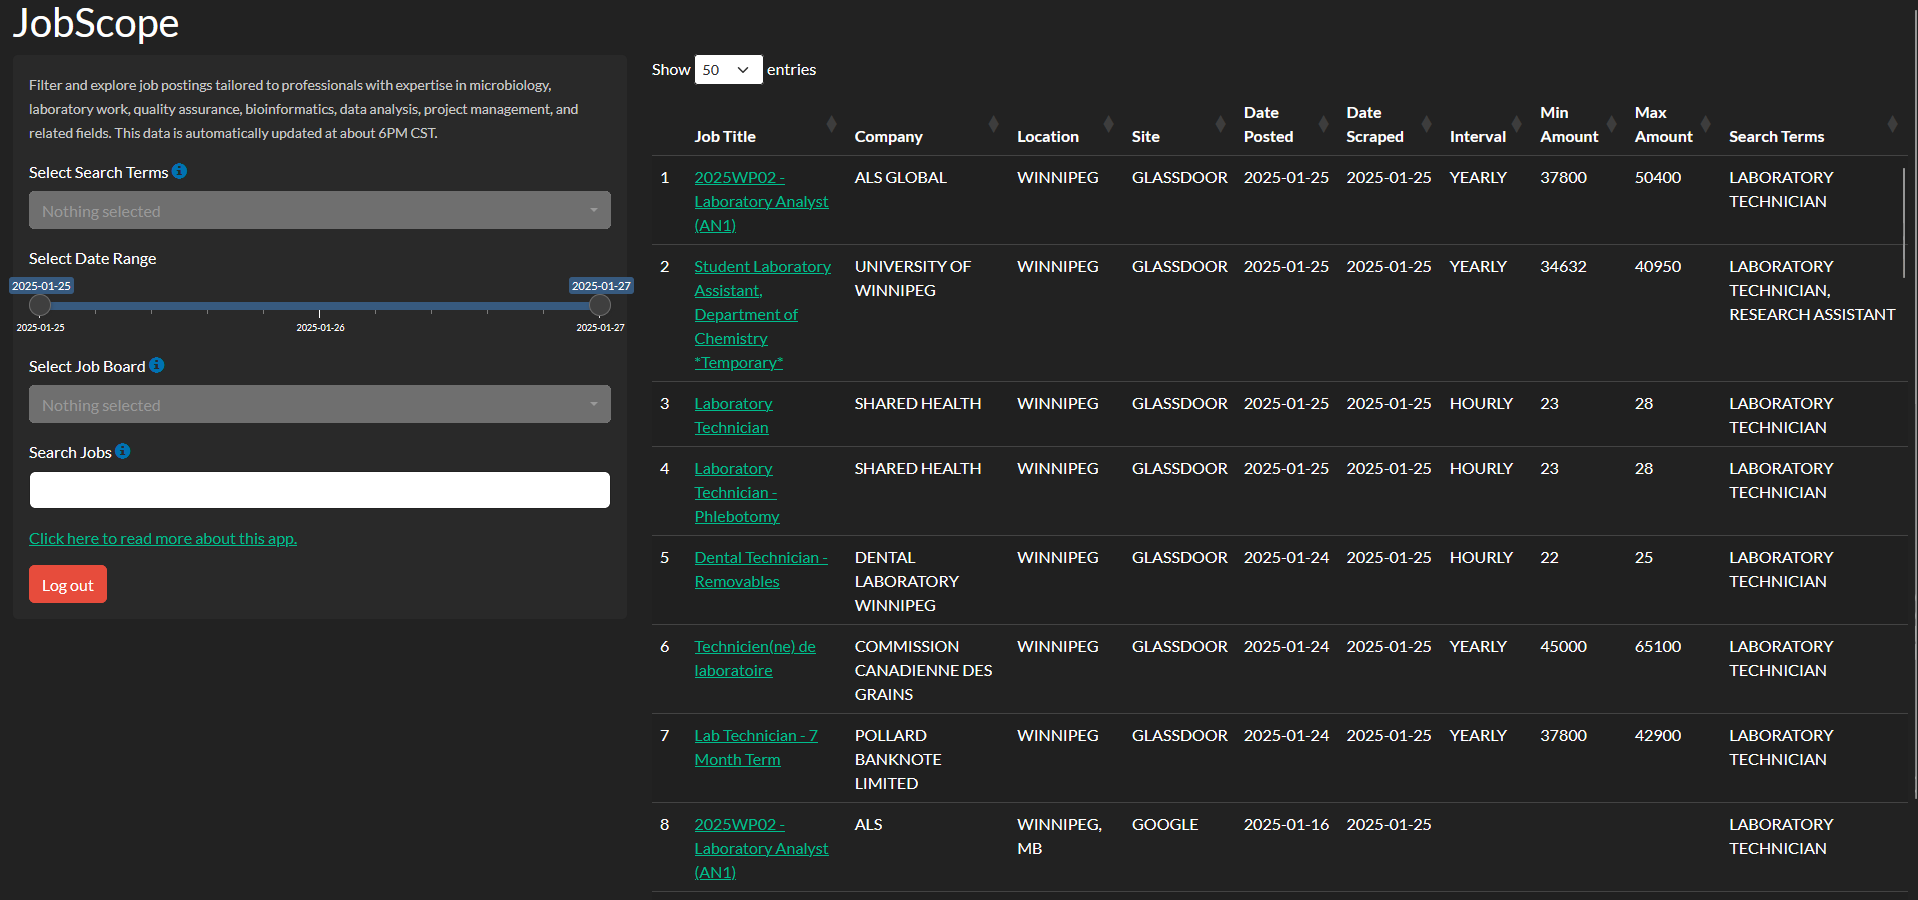 JobScope
Filter and explore job postings tailored to professionals with expertise in microbiology,
laboratory work, quality assurance, bioinformatics, data analysis, project management, and
related fields. This data is automatically updated at about 6PM CST.
Select Search Terms
Nothing selected
Select Date Range
2025-01-25 2025-01-27
2025-01-25 2025-01-26 2025-01-27
Select Job Board
Nothing selected
Search Jobs
Click here to read more about this app.
Log out
Show 50 entries
Job Title Company Location Site Date Posted Date Scraped Interval Min Amount Max Amount Search Terms
1 2025WP02 - Laboratory Analyst (AN1) ALS GLOBAL WINNIPEG GLASSDOOR 2025-01-25 2025-01-25 YEARLY 37800 50400 LABORATORY TECHNICIAN
2 Student Laboratory Assistant, Department of Chemistry *Temporary* UNIVERSITY OF WINNIPEG WINNIPEG GLASSDOOR 2025-01-25 2025-01-25 YEARLY 34632 40950 LABORATORY TECHNICIAN, RESEARCH ASSISTANT
3 Laboratory Technician SHARED HEALTH WINNIPEG GLASSDOOR 2025-01-25 2025-01-25 HOURLY 23 28 LABORATORY TECHNICIAN
4 Laboratory Technician - Phlebotomy SHARED HEALTH WINNIPEG GLASSDOOR 2025-01-25 2025-01-25 HOURLY 23 28 LABORATORY TECHNICIAN
5 Dental Technician - Removables DENTAL LABORATORY WINNIPEG WINNIPEG GLASSDOOR 2025-01-24 2025-01-25 HOURLY 22 25 LABORATORY TECHNICIAN
6 Technicien(ne) de laboratoire COMMISSION CANADIENNE DES GRAINS WINNIPEG GLASSDOOR 2025-01-24 2025-01-25 YEARLY 45000 65100 LABORATORY TECHNICIAN
7 Lab Technician - 7 Month Term POLLARD BANKNOTE LIMITED WINNIPEG GLASSDOOR 2025-01-24 2025-01-25 YEARLY 37800 42900 LABORATORY TECHNICIAN
8 2025WP02 - Laboratory Analyst (AN1) ALS WINNIPEG, MB GOOGLE 2025-01-16 2025-01-25 LABORATORY TECHNICIAN